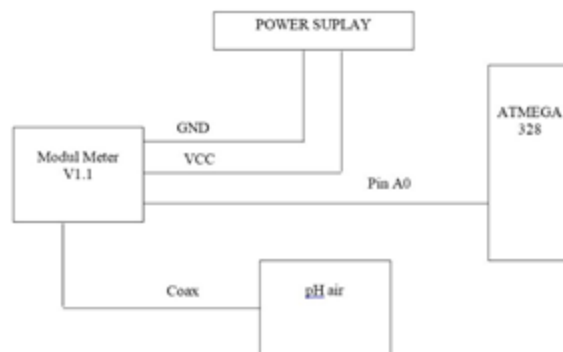 POWER SUPLAY
ATMEGA
328
GND
Modul Meter
V1.1
VCC
Pin A0
Coax
pH air